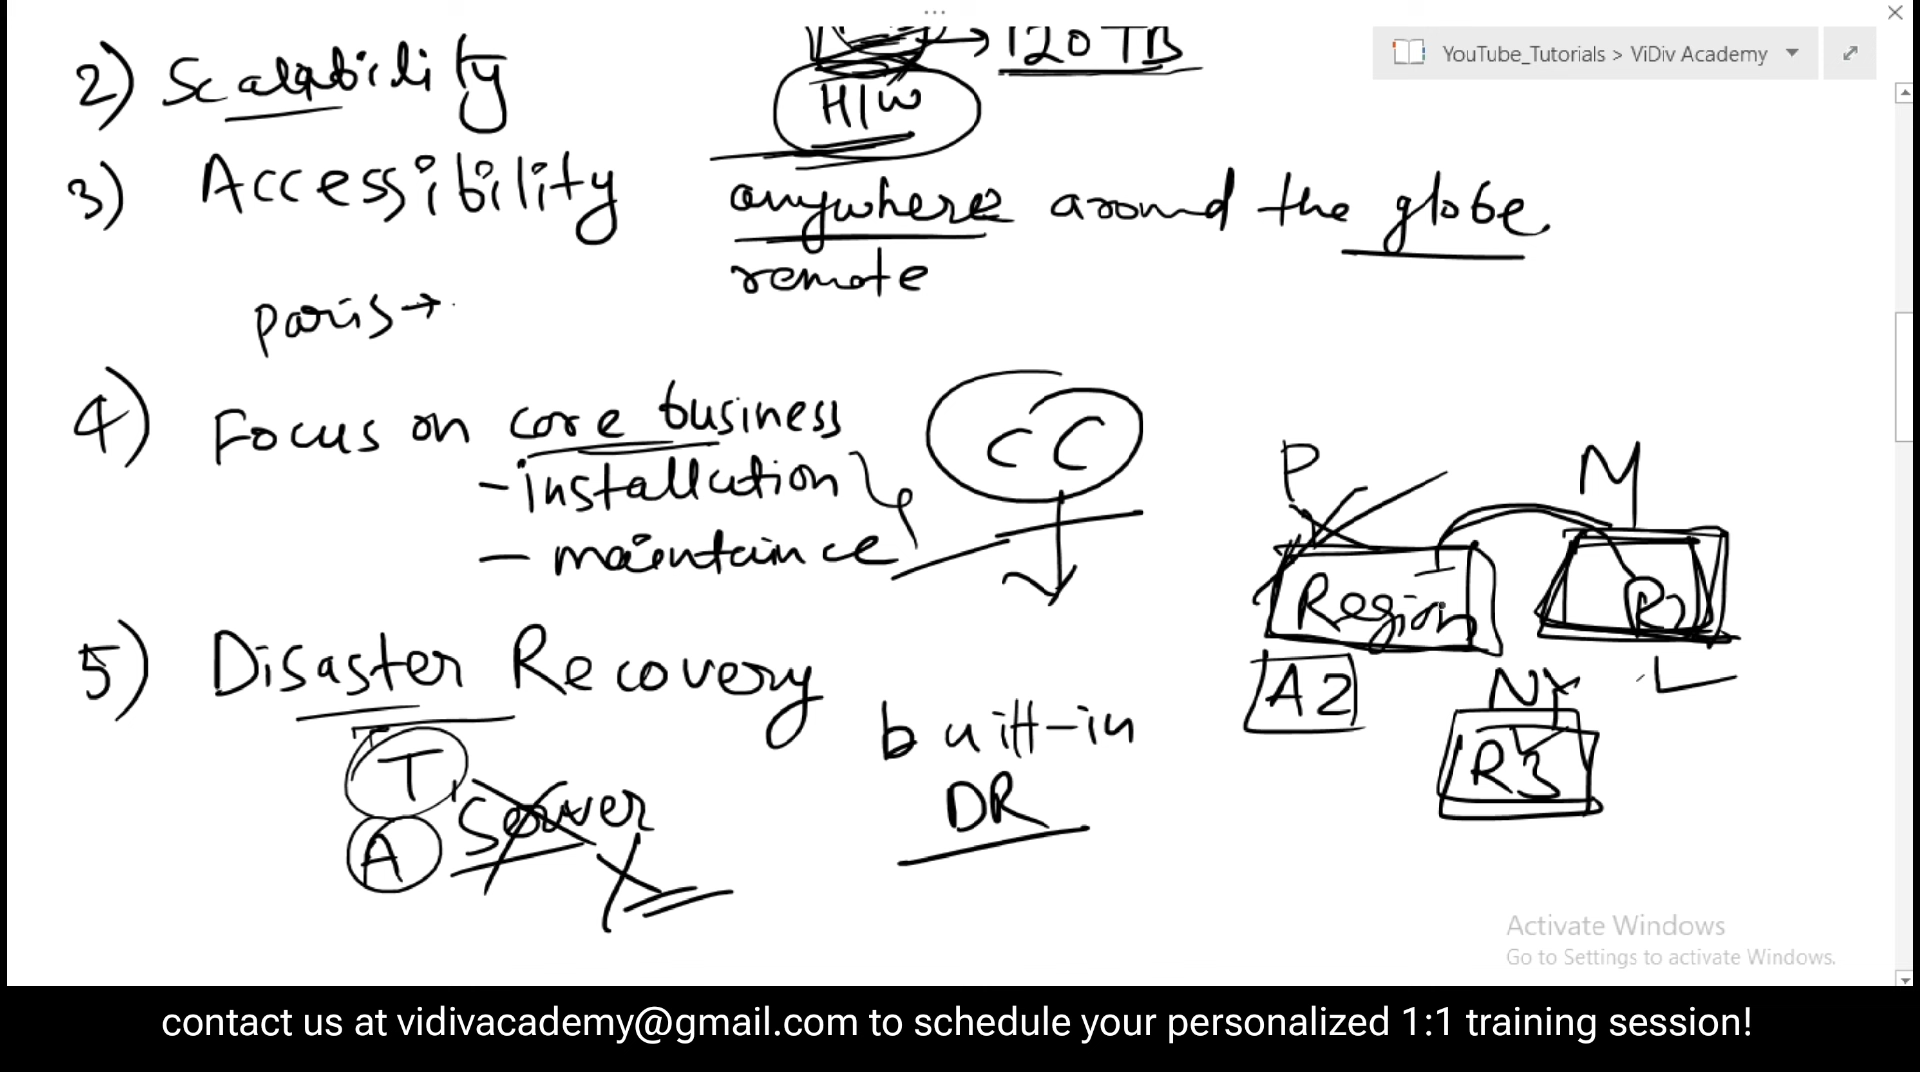 YouTube_Tutorials > ViDiv Academy
2) Scalability → 120 TB
H/W
3) Accessibility anywhere around the globe
remote
Paris →
4) Focus on core business CC
- installation
- maintaince
P M
Region R2
5) Disaster Recovery built-in
DR
T
A Server
A2 NY L
R3
Activate Windows
Go to Settings to activate Windows.
contact us at vidivacademy@gmail.com to schedule your personalized 1:1 training session!